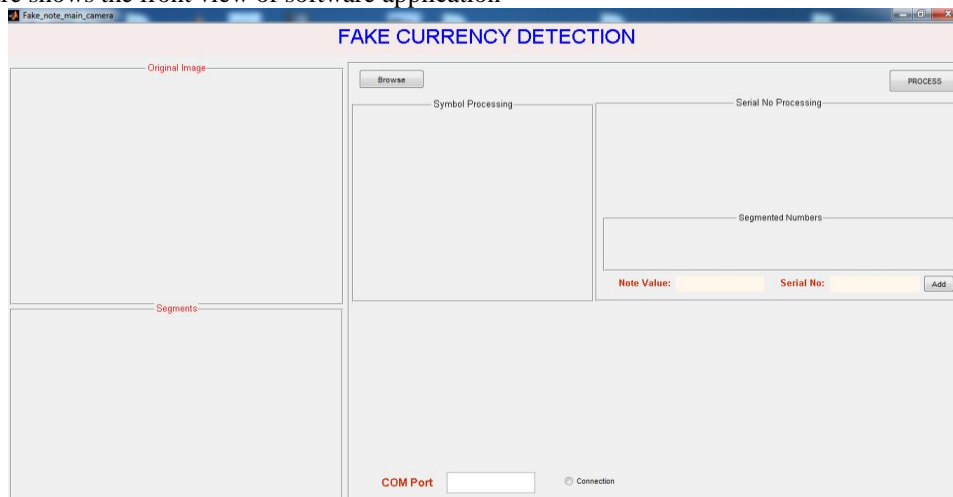 re shows the front view of software application
Fake_note_main_camera
FAKE CURRENCY DETECTION
Original Image
Browse
PROCESS
Symbol Processing
Serial No Processing
Segmented Numbers
Note Value:
Serial No:
Add
Segments
COM Port
Connection